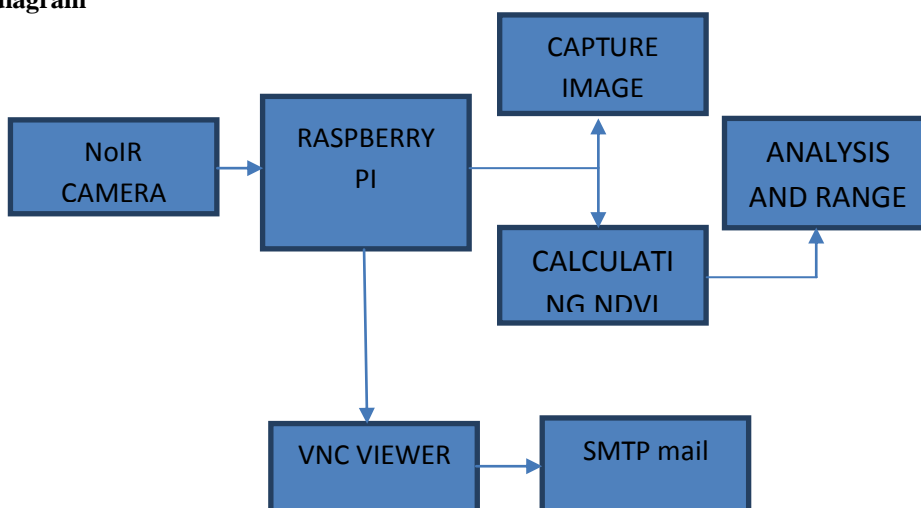 CAPTURE
IMAGE
NoIR
CAMERA
RASPBERRY
PI
ANALYSIS
AND RANGE
CALCULATI
NG NDVI
VNC VIEWER
SMTP mail